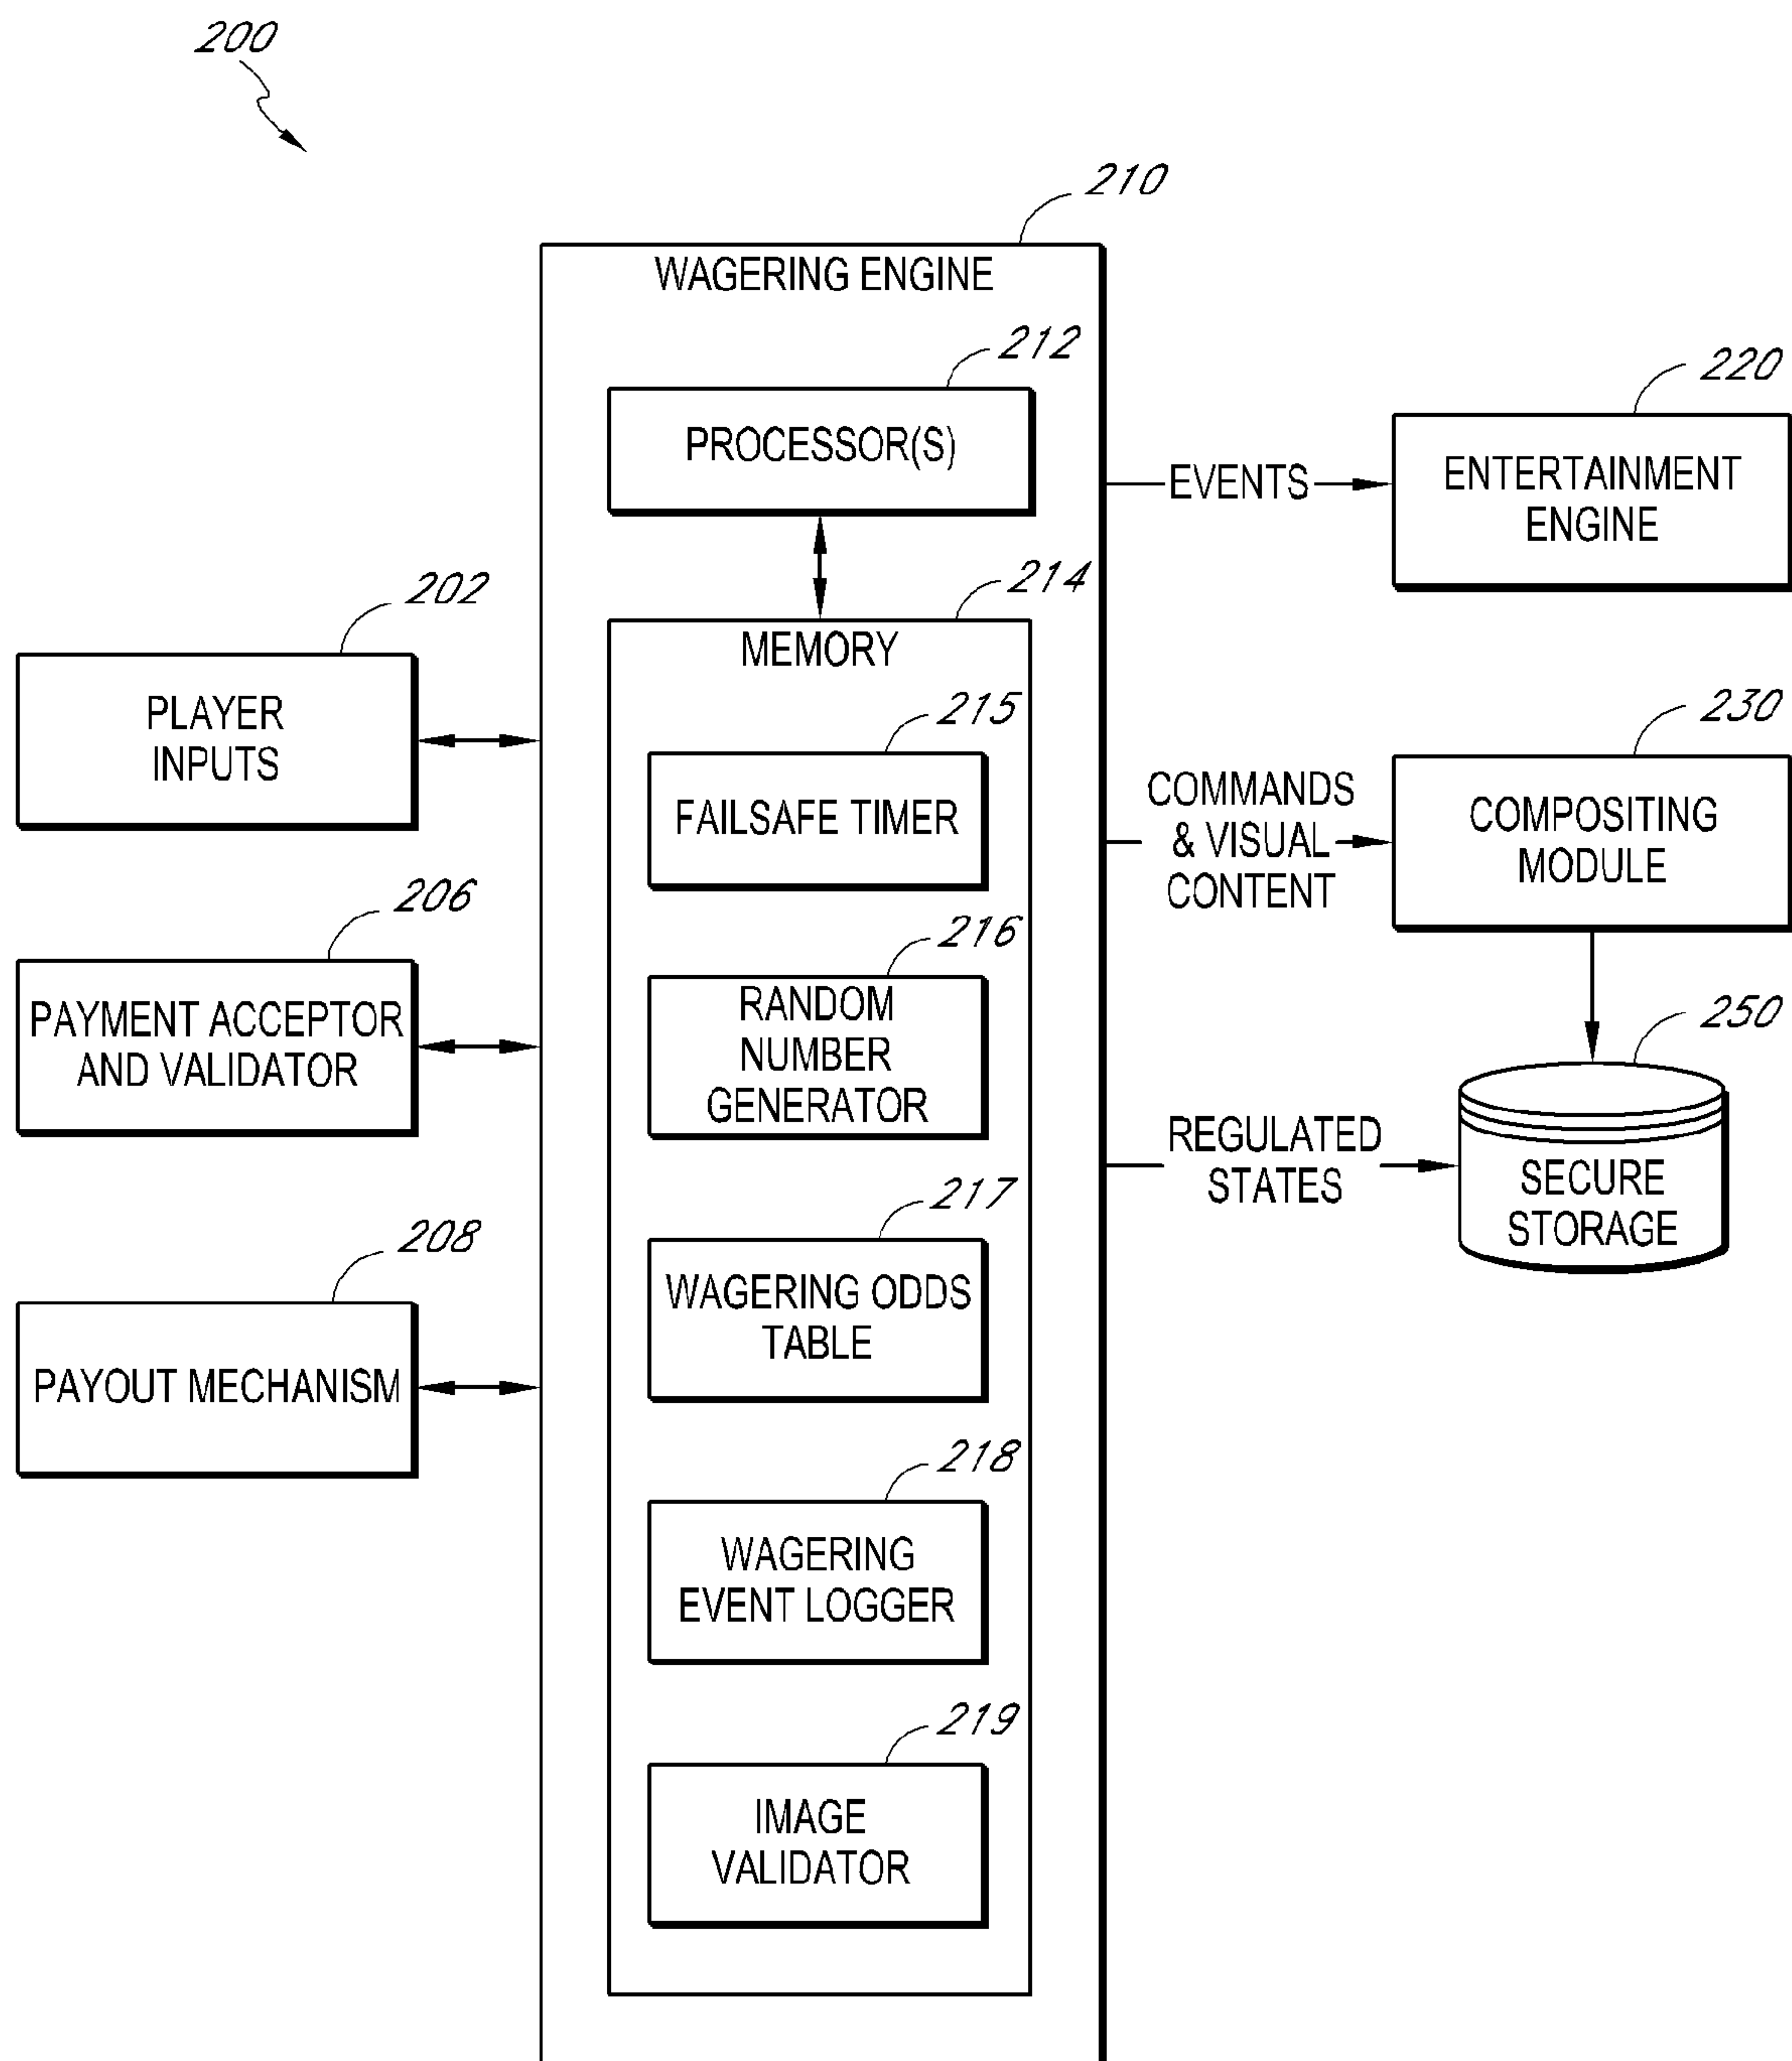 200
210
WAGERING ENGINE
212
PROCESSOR(S)
220
ENTERTAINMENT
ENGINE
EVENTS
202
PLAYER
INPUTS
214
MEMORY
215
FAILSAFE TIMER
230
COMPOSITING
MODULE
COMMANDS
& VISUAL
CONTENT
206
PAYMENT ACCEPTOR
AND VALIDATOR
216
RANDOM
NUMBER
GENERATOR
250
SECURE
STORAGE
REGULATED
STATES
208
PAYOUT MECHANISM
217
WAGERING ODDS
TABLE
218
WAGERING
EVENT LOGGER
219
IMAGE
VALIDATOR